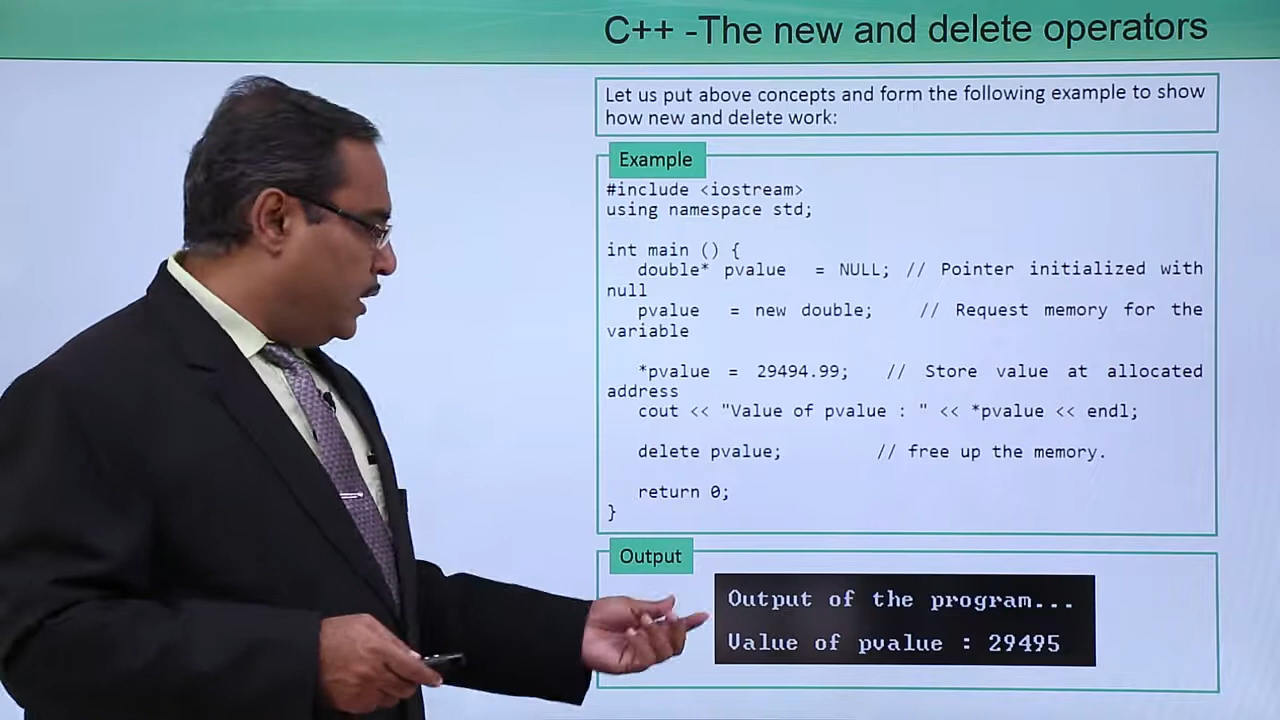 C++ -The new and delete operators
Let us put above concepts and form the following example to show
how new and delete work:
Example
#include <iostream>
using namespace std;
int main () {
double* pvalue = NULL; // Pointer initialized with
null
pvalue = new double; // Request memory for the
variable
*pvalue = 29494.99; // Store value at allocated
address
cout << "Value of pvalue : " << *pvalue << endl;
delete pvalue; // free up the memory.
return 0;
}
Output
Output of the program...
Value of pvalue : 29495